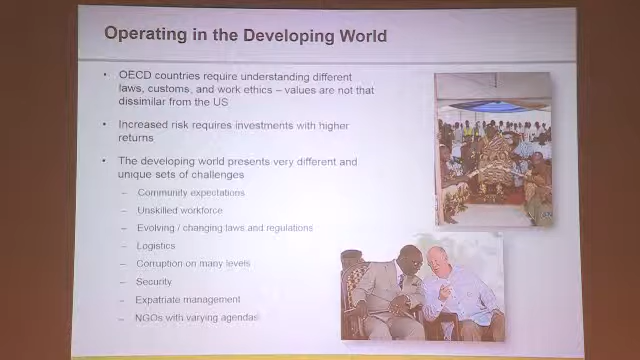 Operating in the Developing World
• OECD countries require understanding different
laws, customs, and work ethics – values are not that
dissimilar from the US
• Increased risk requires investments with higher
returns
• The developing world presents very different and
unique sets of challenges
– Community expectations
– Unskilled workforce
– Evolving / changing laws and regulations
– Logistics
– Corruption on many levels
– Security
– Expatriate management
– NGOs with varying agendas